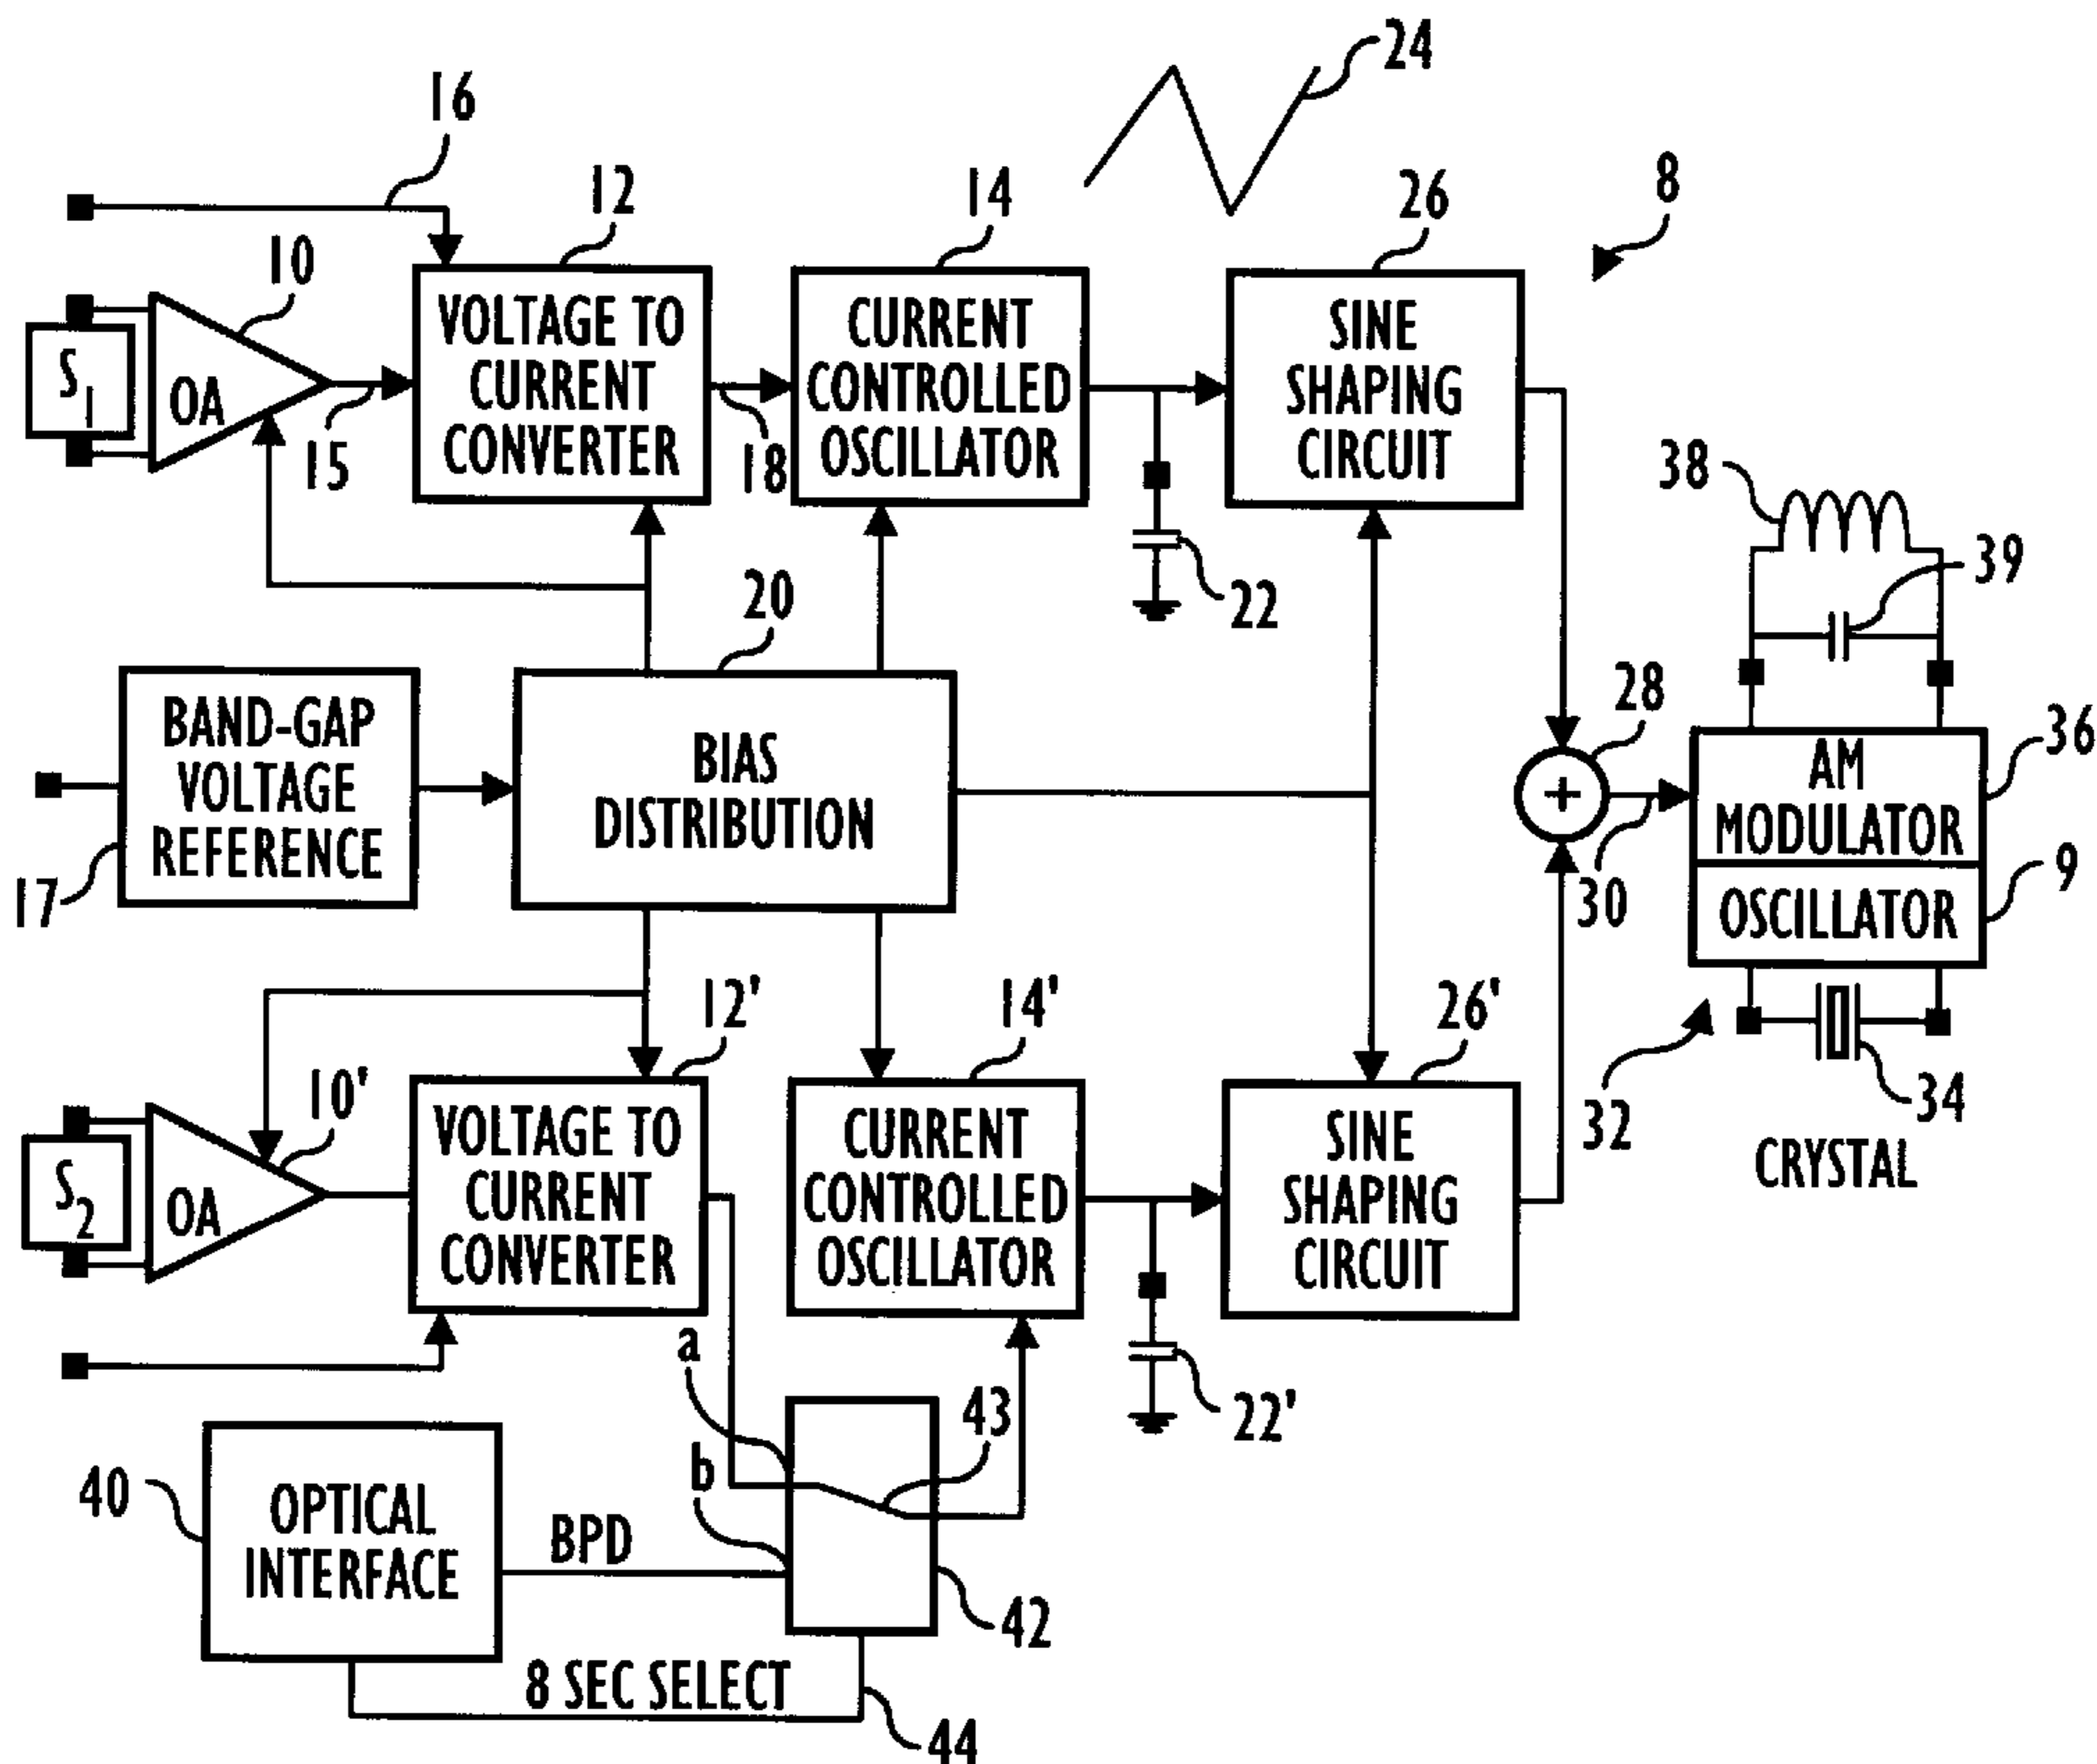 24
16
12
14
26
8
10
VOLTAGE TO
CURRENT
CONVERTER
CURRENT
CONTROLLED
OSCILLATOR
SINE
SHAPING
CIRCUIT
S1
OA
15
18
38
39
22
20
28
BAND-GAP
VOLTAGE
REFERENCE
BIAS
DISTRIBUTION
+
AM
MODULATOR
36
17
30
OSCILLATOR
9
12'
14'
26'
10'
32
34
CRYSTAL
VOLTAGE TO
CURRENT
CONVERTER
CURRENT
CONTROLLED
OSCILLATOR
SINE
SHAPING
CIRCUIT
S2
OA
a
43
22'
b
40
OPTICAL
INTERFACE
BPD
42
8 SEC SELECT
44